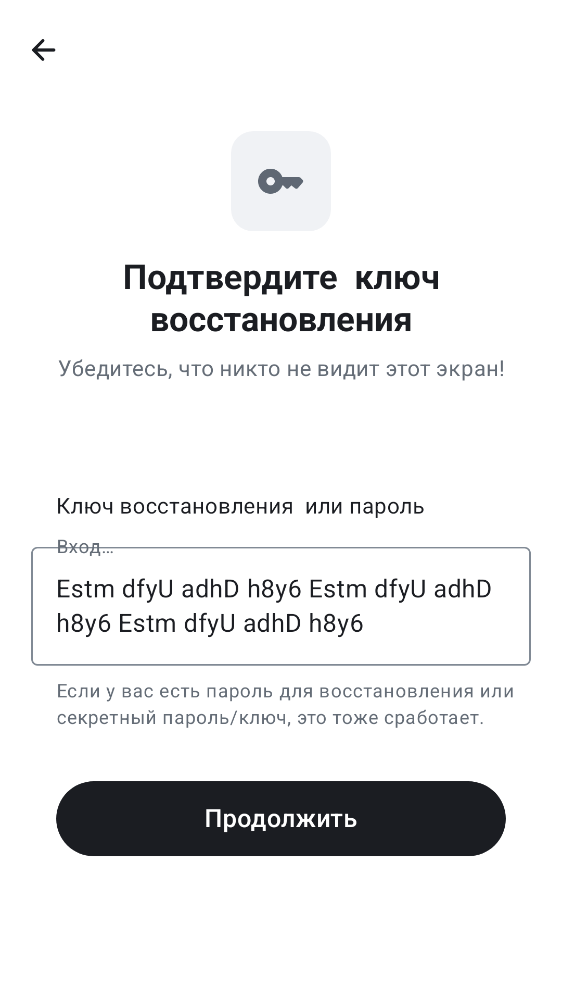 Подтвердите ключ
восстановления
Убедитесь, что никто не видит этот экран!
Ключ восстановления или пароль
Вход...
Estm dfyU adhD h8y6 Estm dfyU adhD
h8y6 Estm dfyU adhD h8y6
Если у вас есть пароль для восстановления или
секретный пароль/ключ, это тоже сработает.
Продолжить